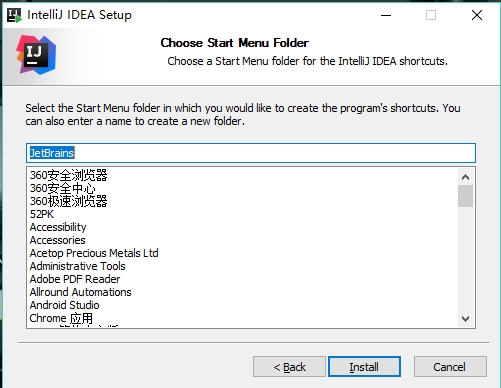 IntelliJ IDEA Setup
IJ
Choose Start Menu Folder
Choose a Start Menu folder for the IntelliJ IDEA shortcuts.
Select the Start Menu folder in which you would like to create the program's shortcuts. You
can also enter a name to create a new folder.
JetBrains
360安全浏览器
360安全中心
360极速浏览器
52PK
Accessibility
Accessories
Acetop Precious Metals Ltd
Administrative Tools
Adobe PDF Reader
Allround Automations
Android Studio
Chrome 应用
< Back
Install
Cancel